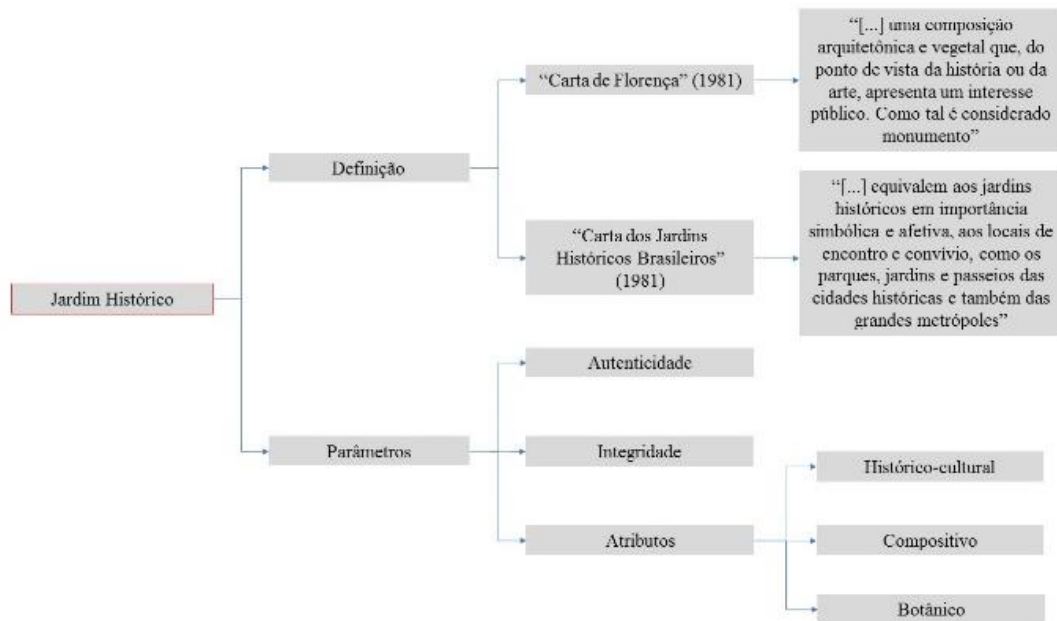 Jardim Histórico
Definição
“Carta de Florença” (1981)
“[...] uma composição
arquitetônica e vegetal que, do
ponto de vista da história ou da
arte, apresenta um interesse
público. Como tal é considerado
monumento”
“Carta dos Jardins
Históricos Brasileiros”
(1981)
“[...] equivalem aos jardins
históricos em importância
simbólica e afetiva, aos locais de
encontro e convívio, como os
parques, jardins e passeios das
cidades históricas e também das
grandes metrópoles”
Parâmetros
Autenticidade
Integridade
Atributos
Histórico-cultural
Compositivo
Botânico